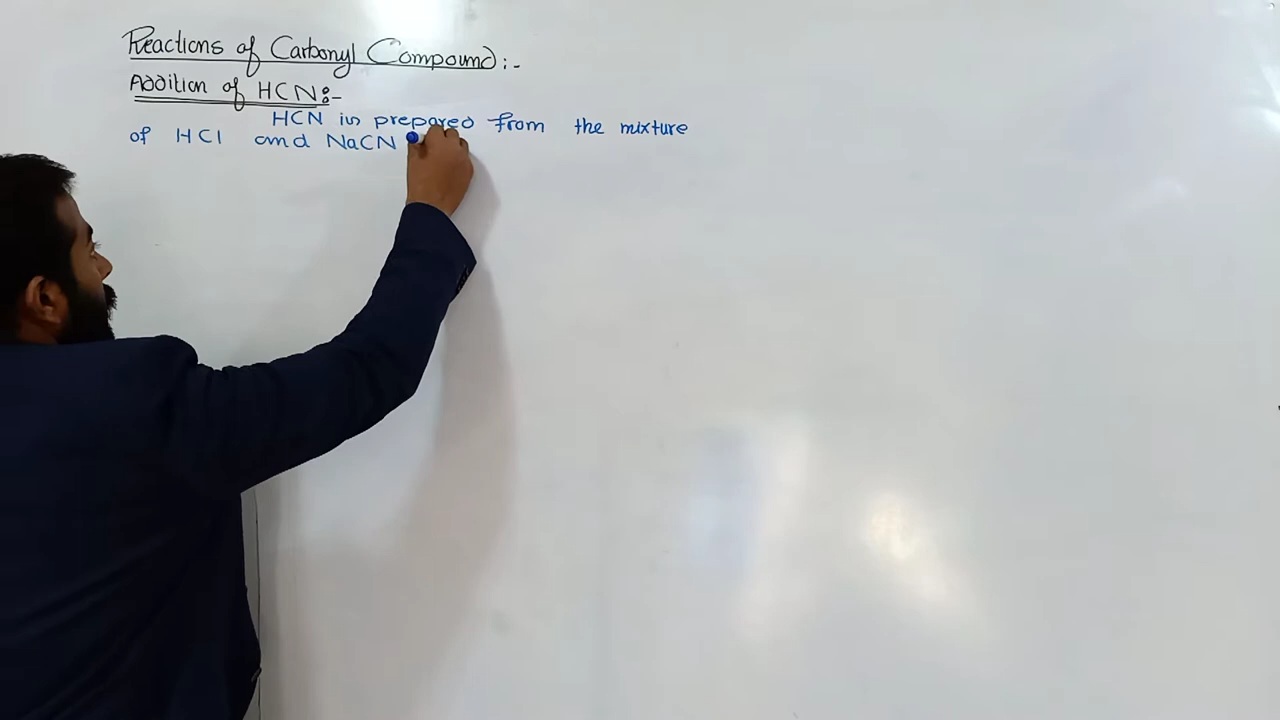 Reactions of Carbonyl Compound:-
Addition of HCN:-
HCN is prepared from the mixture
of HCl and NaCN